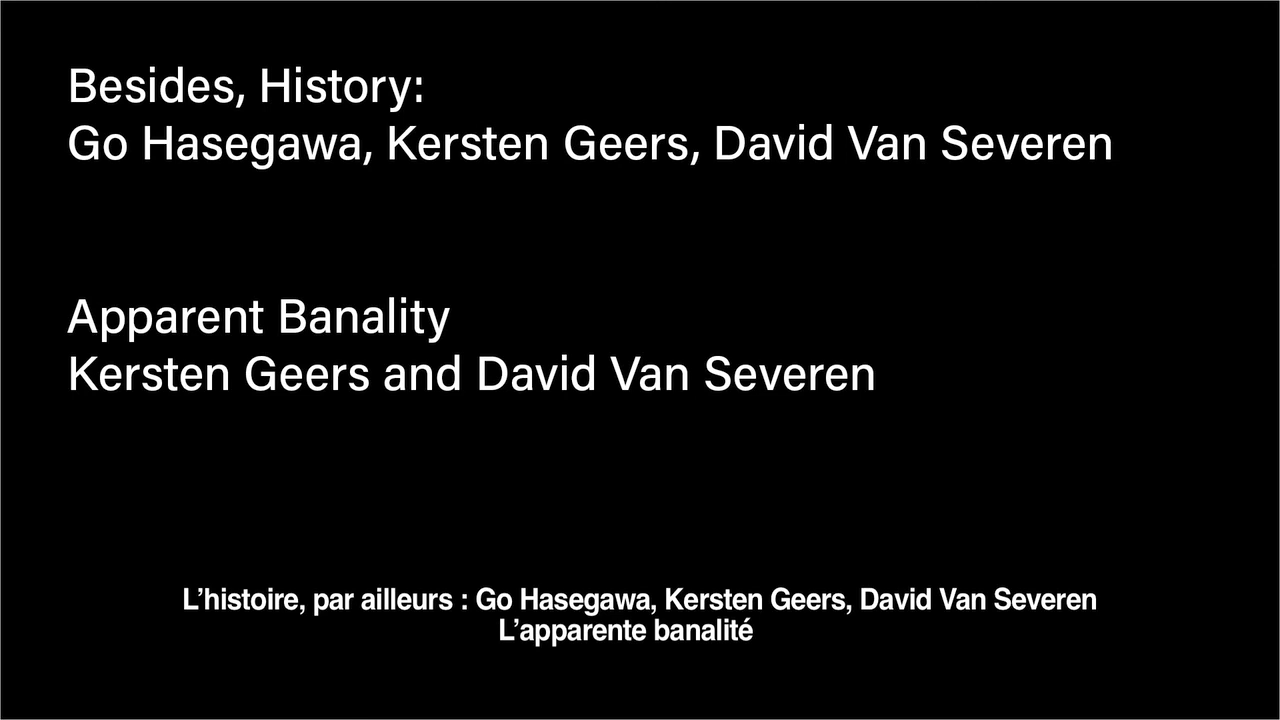 Besides, History:
Go Hasegawa, Kersten Geers, David Van Severen
Apparent Banality
Kersten Geers and David Van Severen
L’histoire, par ailleurs : Go Hasegawa, Kersten Geers, David Van Severen
L’apparente banalité